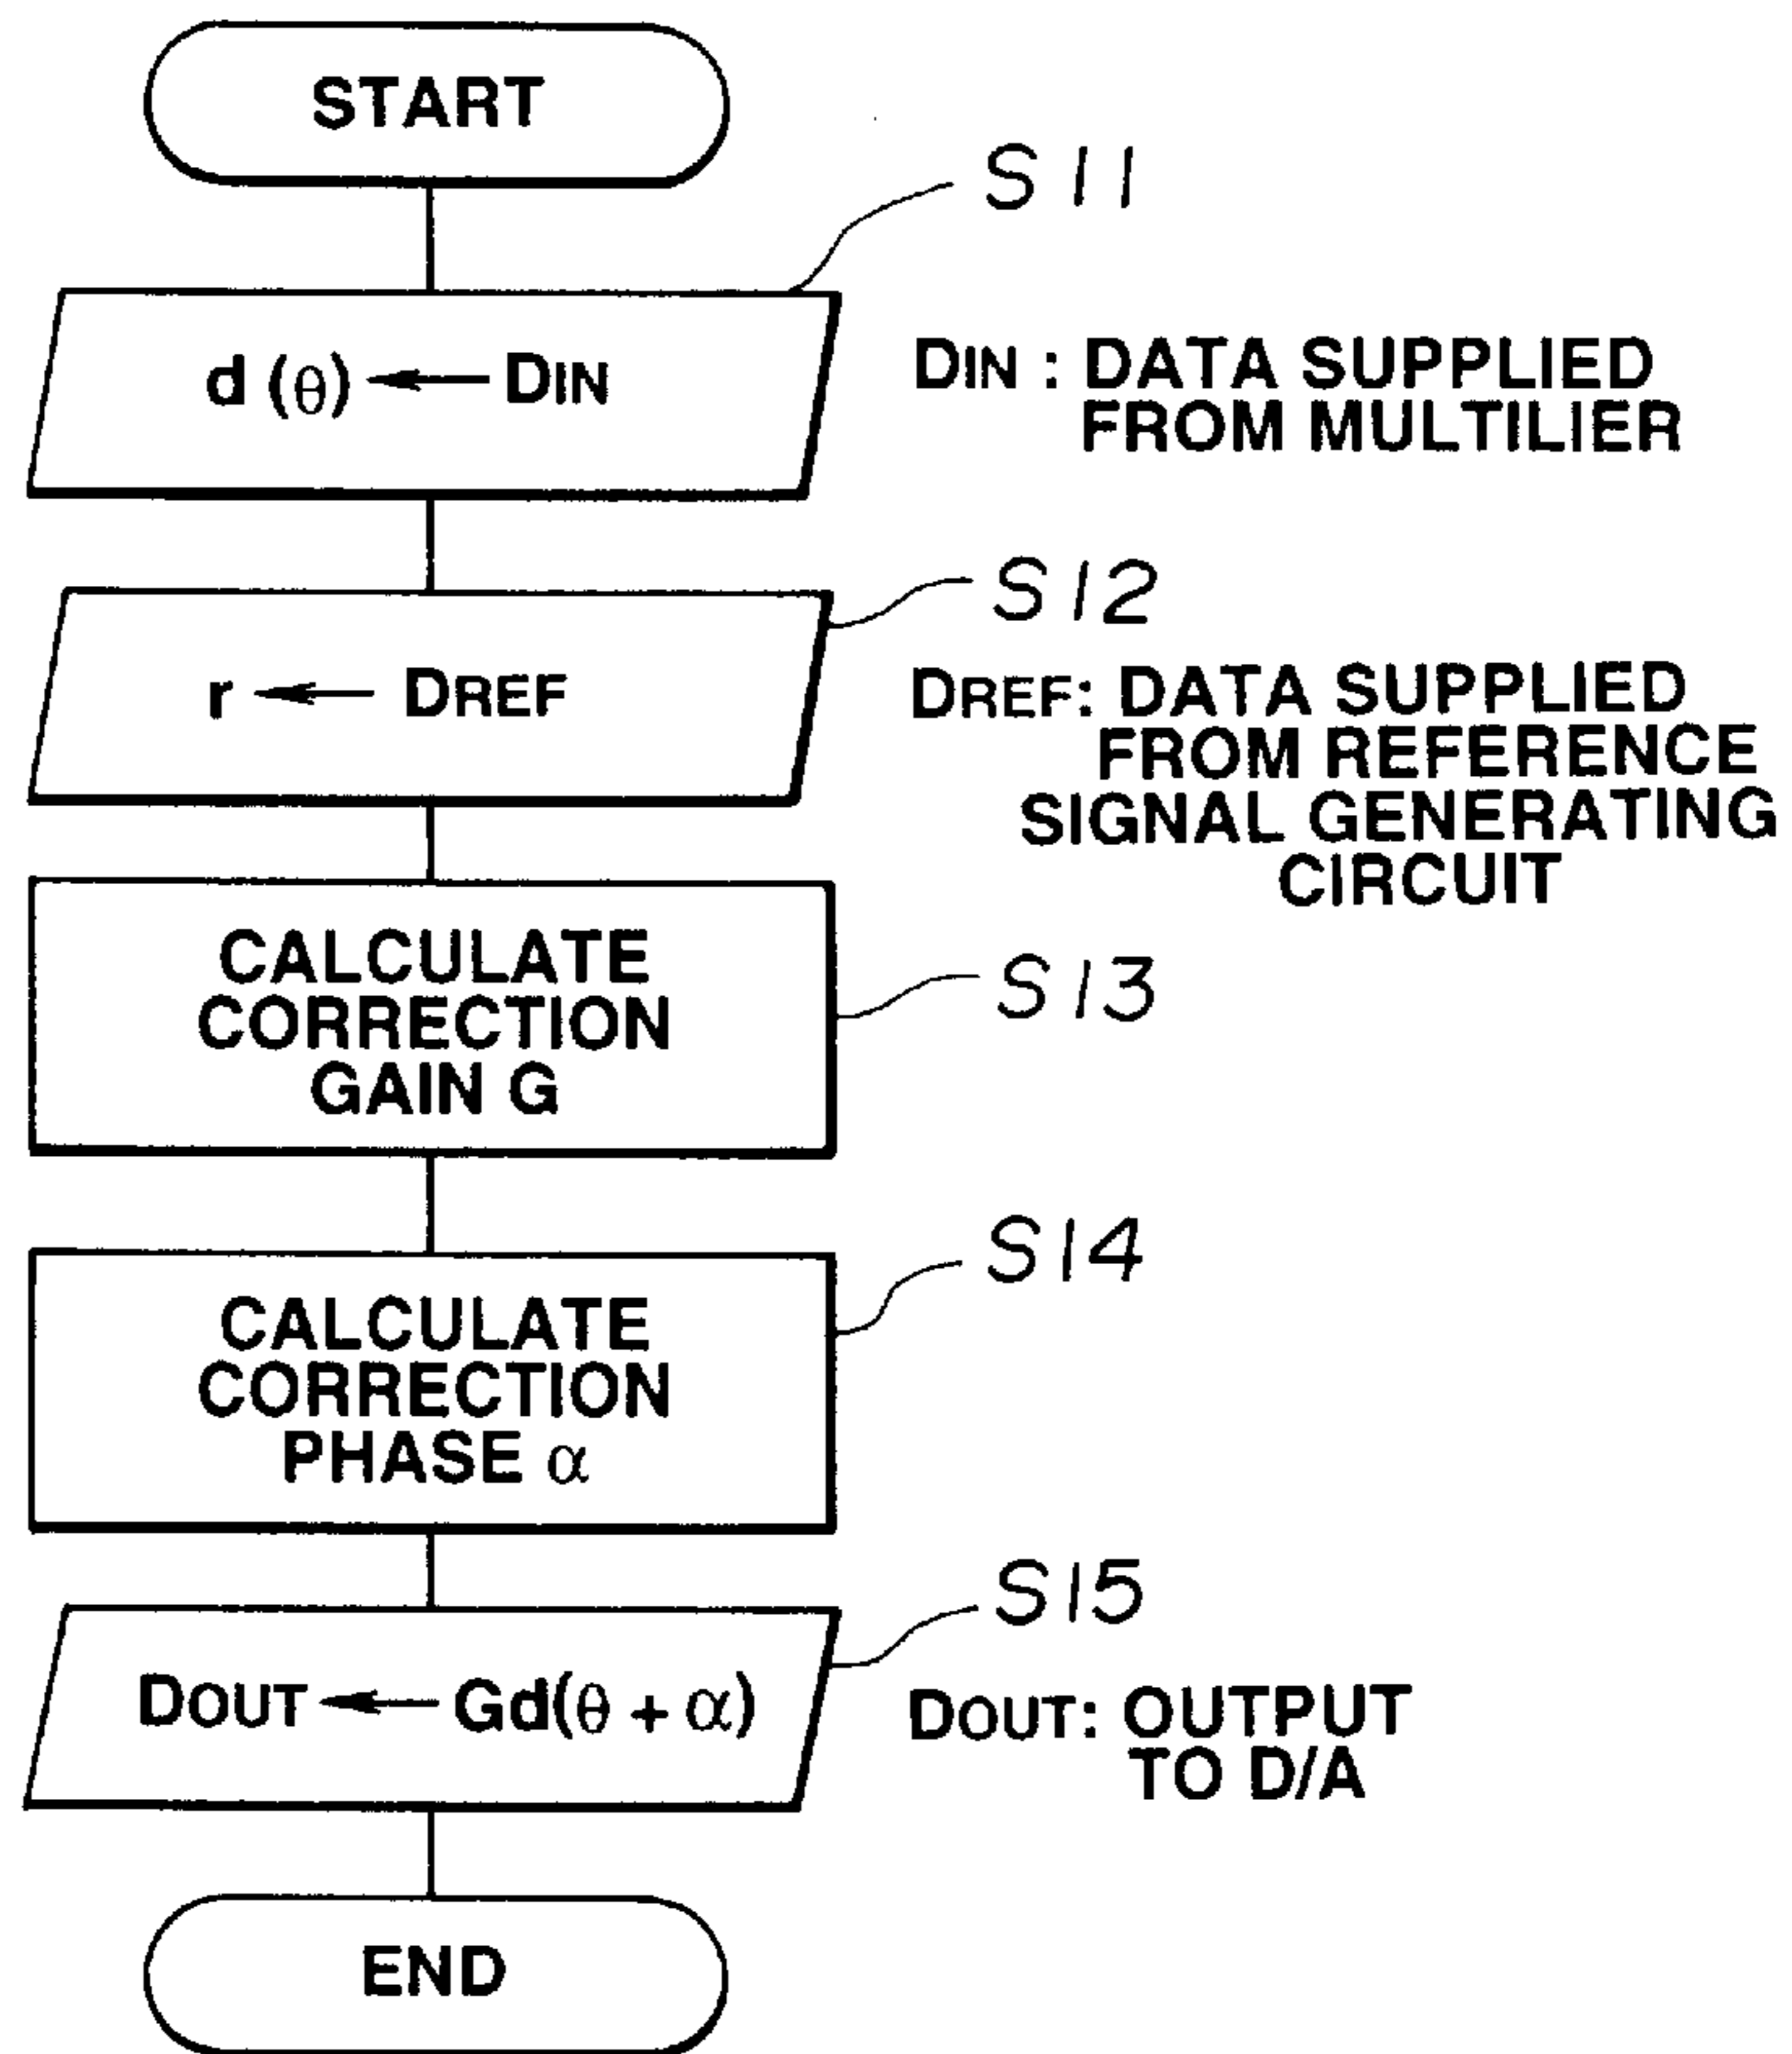 START
S11
d (θ) ← DIN
DIN : DATA SUPPLIED
FROM MULTILIER
S12
r ← DREF
DREF: DATA SUPPLIED
FROM REFERENCE
SIGNAL GENERATING
CIRCUIT
CALCULATE
CORRECTION
GAIN G
S13
CALCULATE
CORRECTION
PHASE α
S14
S15
DOUT ← Gd(θ + α)
DOUT: OUTPUT
TO D/A
END